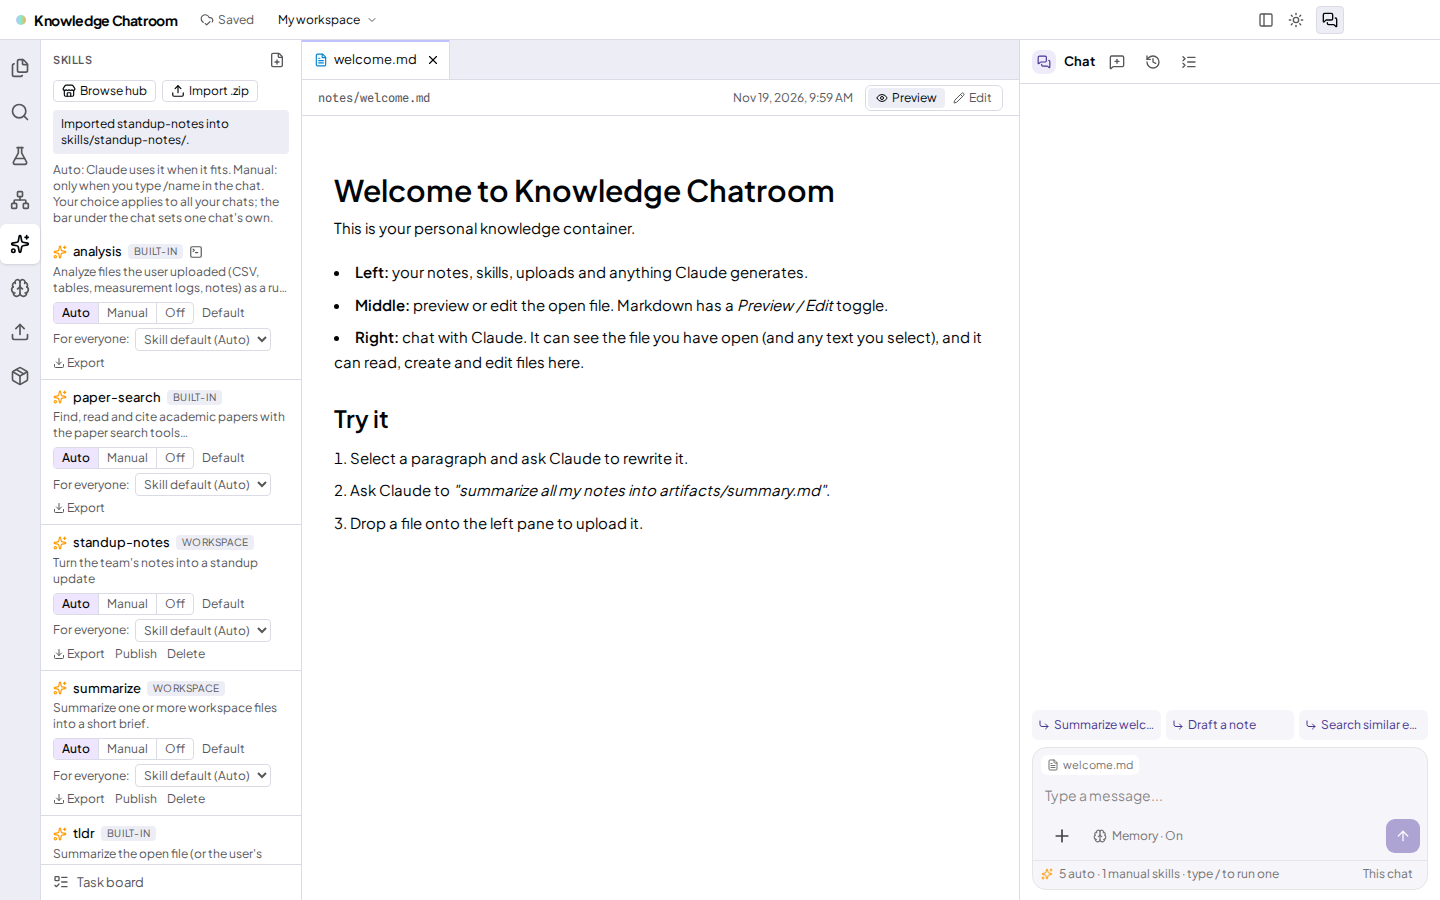 Knowledge Chatroom
Saved
My workspace
SKILLS
Browse hub
Import .zip
Imported standup-notes into
skills/standup-notes/.
Auto: Claude uses it when it fits. Manual:
only when you type /name in the chat.
Your choice applies to all your chats; the
bar under the chat sets one chat's own.
analysis BUILT-IN
Analyze files the user uploaded (CSV,
tables, measurement logs, notes) as a ru…
Auto Manual Off Default
For everyone: Skill default (Auto)
Export
paper-search BUILT-IN
Find, read and cite academic papers with
the paper search tools…
Auto Manual Off Default
For everyone: Skill default (Auto)
Export
standup-notes WORKSPACE
Turn the team's notes into a standup
update
Auto Manual Off Default
For everyone: Skill default (Auto)
Export Publish Delete
summarize WORKSPACE
Summarize one or more workspace files
into a short brief.
Auto Manual Off Default
For everyone: Skill default (Auto)
Export Publish Delete
tldr BUILT-IN
Summarize the open file (or the user's
Task board
welcome.md
notes/welcome.md
Nov 19, 2026, 9:59 AM
Preview
Edit
Welcome to Knowledge Chatroom
This is your personal knowledge container.
• Left: your notes, skills, uploads and anything Claude generates.
• Middle: preview or edit the open file. Markdown has a Preview / Edit toggle.
• Right: chat with Claude. It can see the file you have open (and any text you select), and it
can read, create and edit files here.
Try it
1. Select a paragraph and ask Claude to rewrite it.
2. Ask Claude to "summarize all my notes into artifacts/summary.md".
3. Drop a file onto the left pane to upload it.
Chat
Summarize welc…
Draft a note
Search similar e…
welcome.md
Type a message...
Memory · On
5 auto · 1 manual skills · type / to run one
This chat